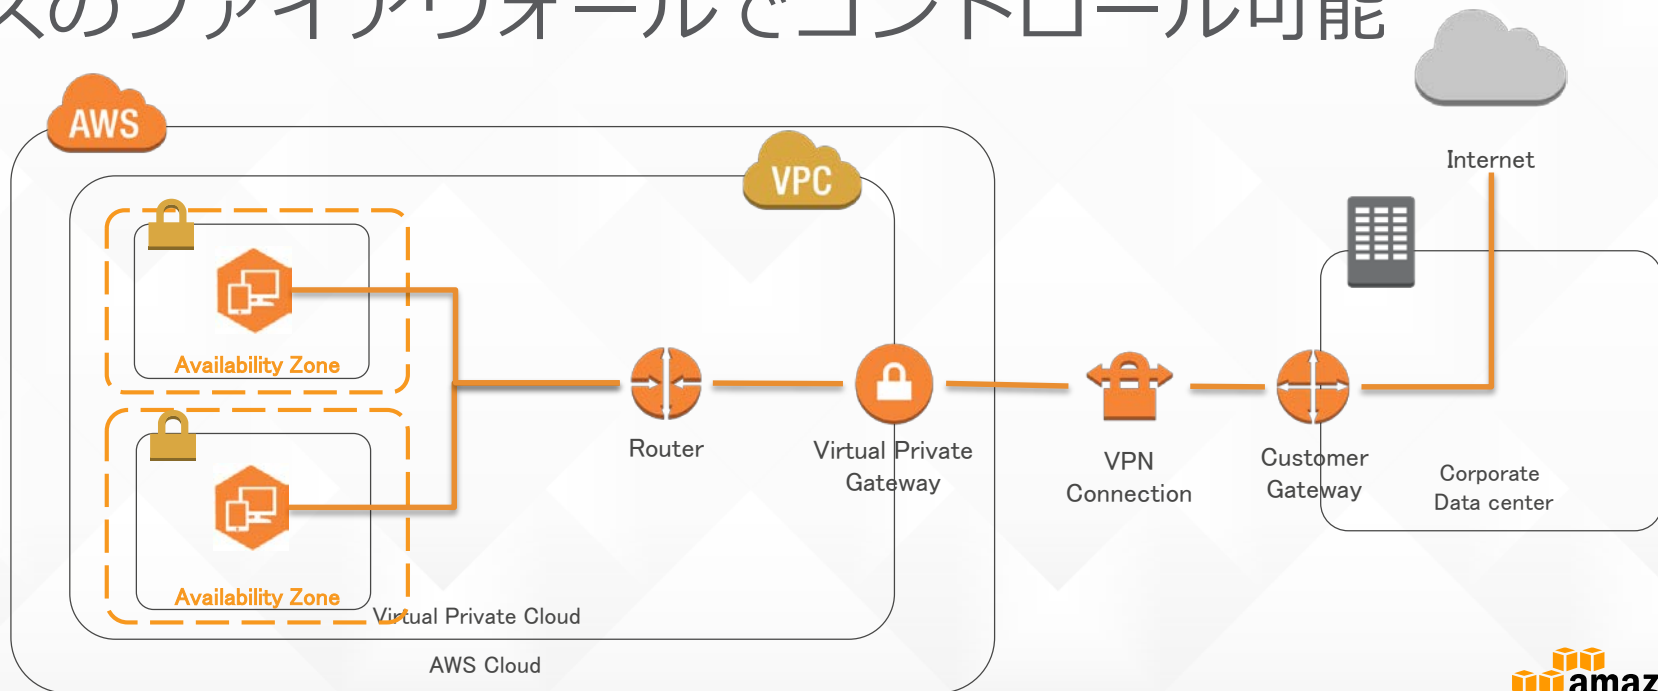 スのファイアウォールでコントロール可能
AWS
VPC
Internet
Availability Zone
Router
Virtual Private
Gateway
VPN
Connection
Customer
Gateway
Corporate
Data center
Availability Zone
Virtual Private Cloud
AWS Cloud
amaz